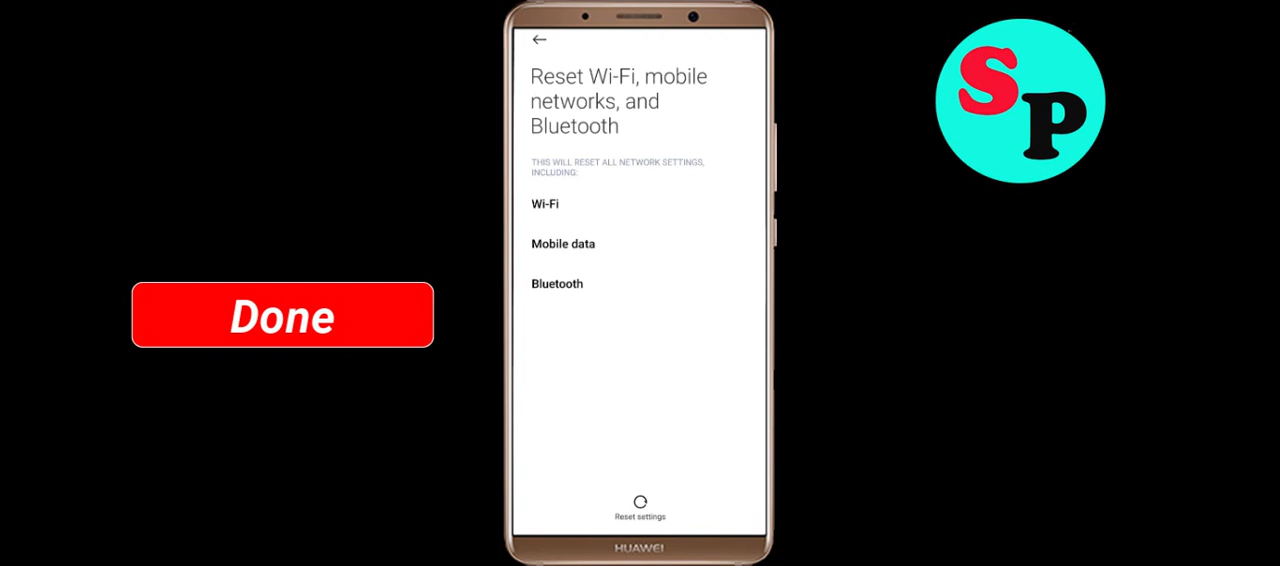 Reset Wi-Fi, mobile
networks, and
Bluetooth
THIS WILL RESET ALL NETWORK SETTINGS,
INCLUDING:
Wi-Fi
Mobile data
Bluetooth
Reset settings
HUAWEI
Done
SP